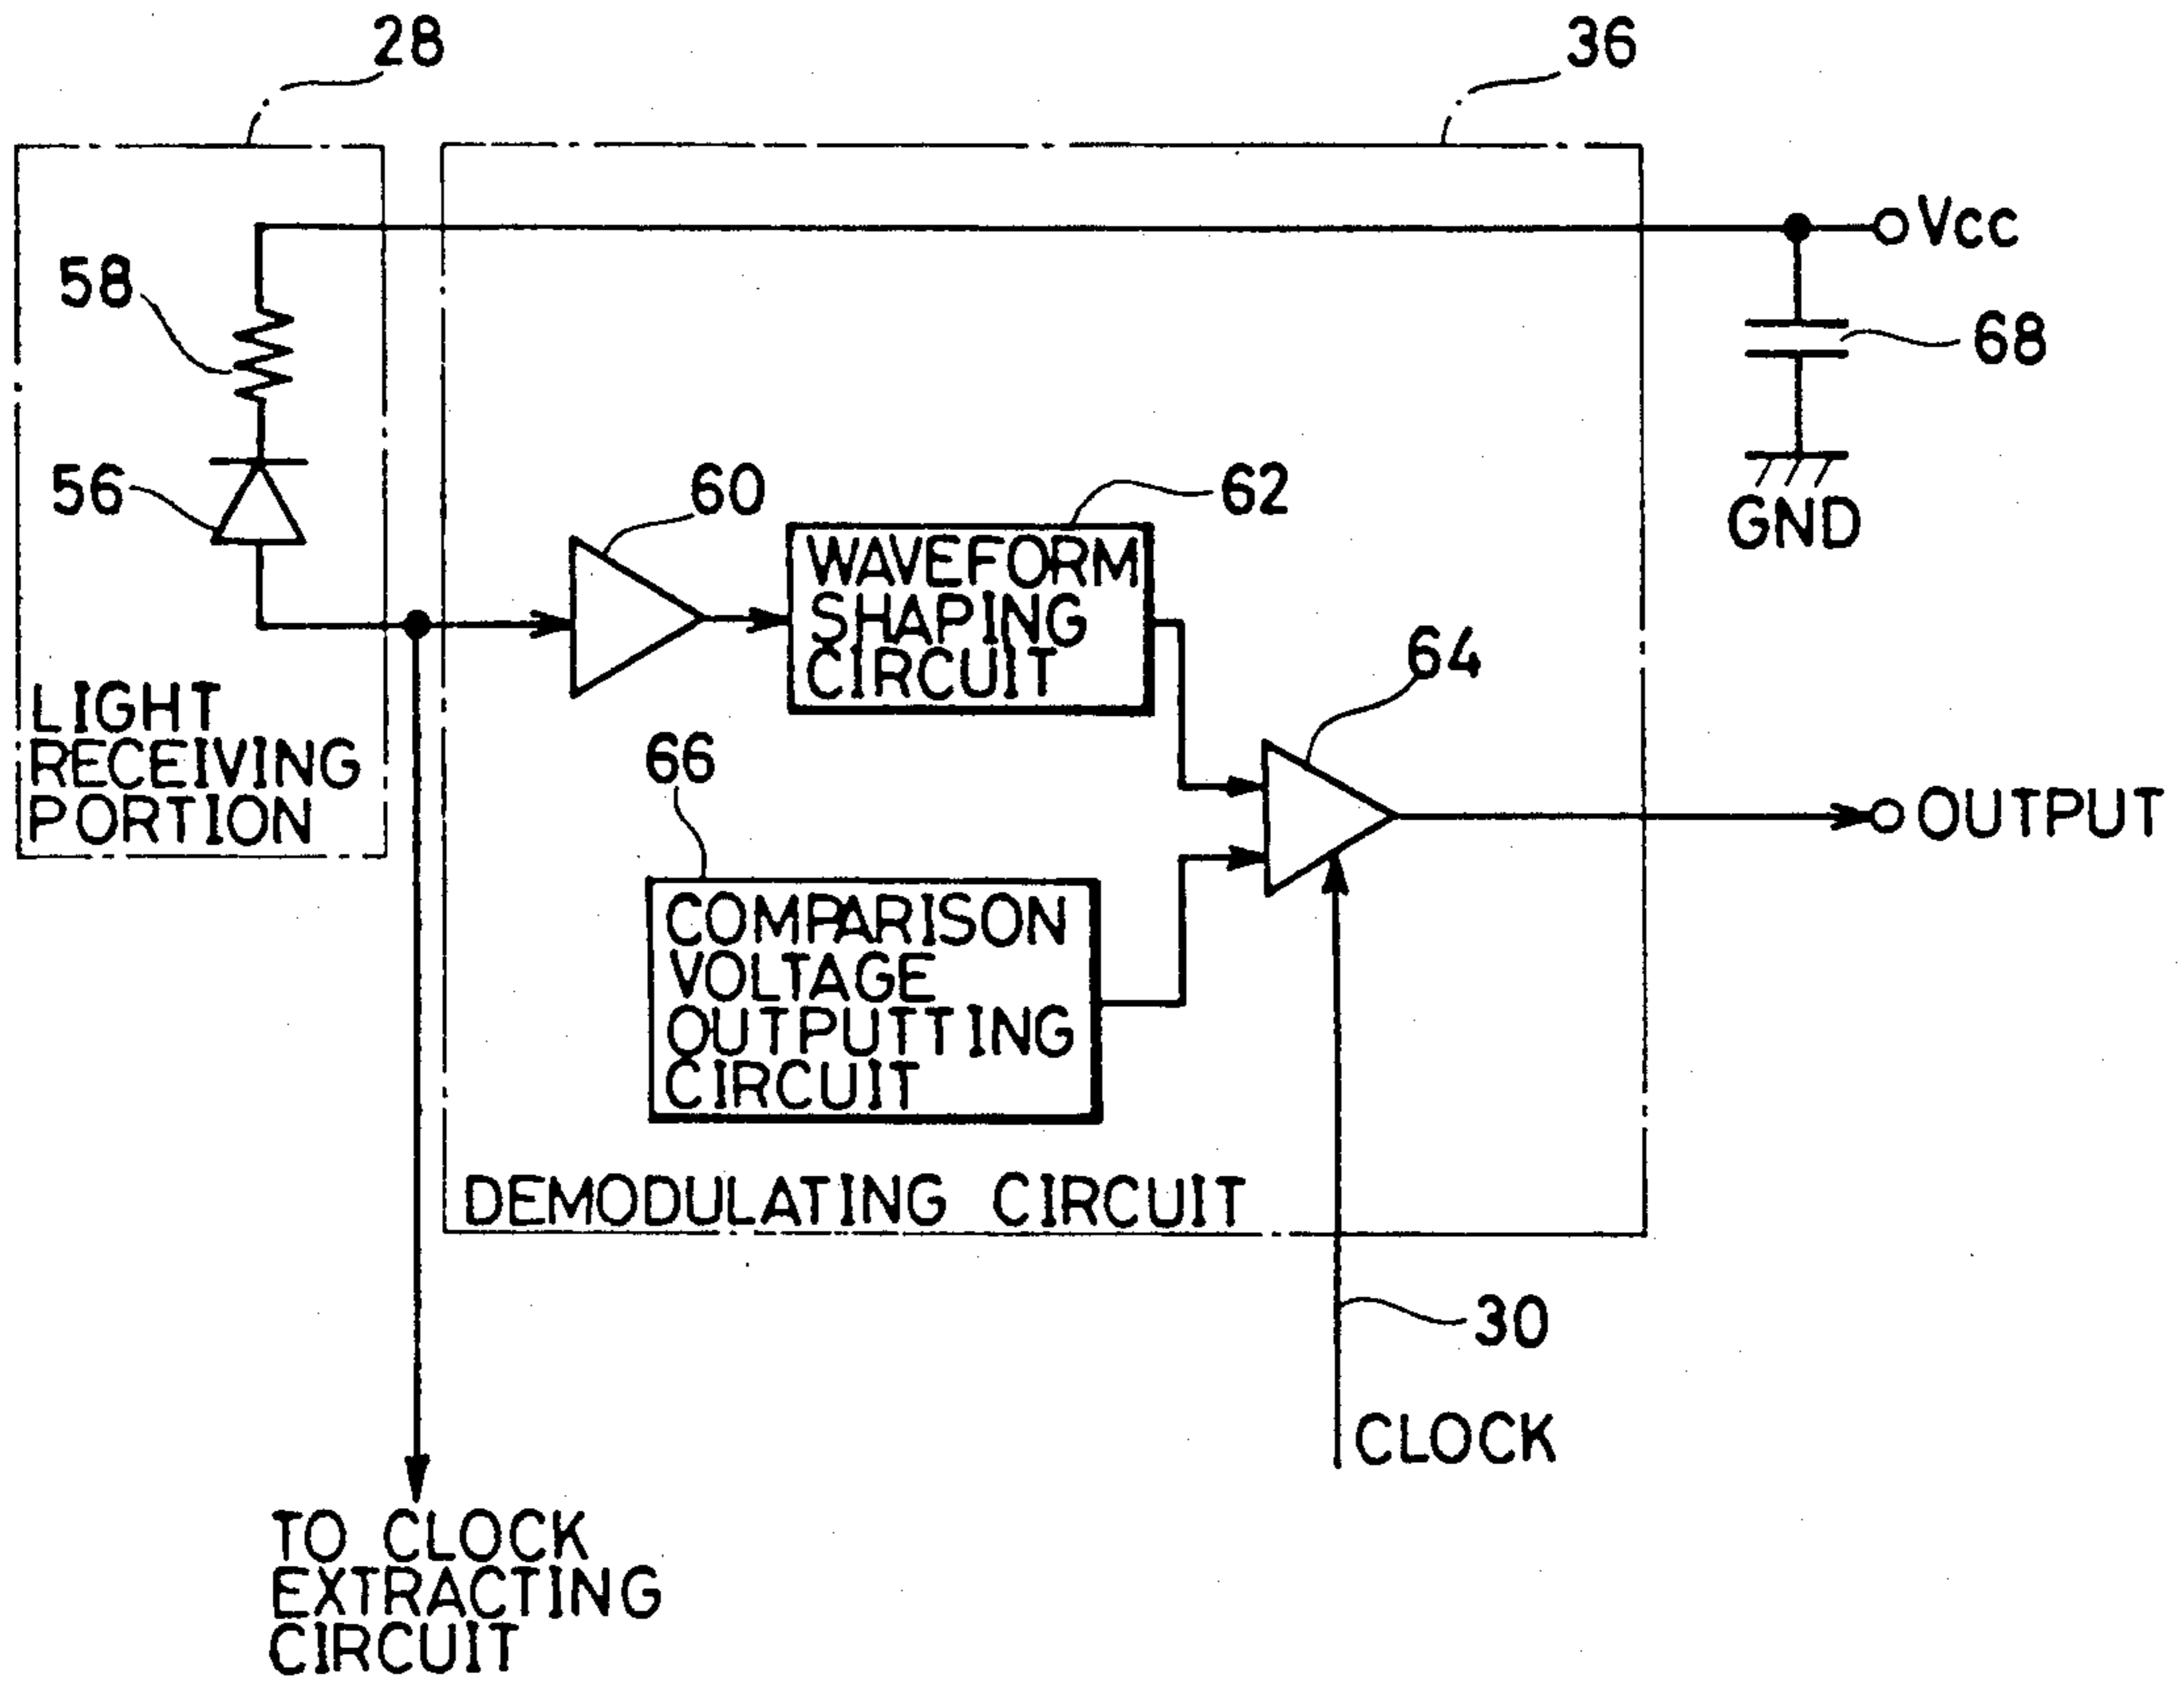 28
36
Vcc
58
68
56
60
62
GND
WAVEFORM
SHAPING
CIRCUIT
64
LIGHT
RECEIVING
PORTION
66
OUTPUT
COMPARISON
VOLTAGE
OUTPUTTING
CIRCUIT
DEMODULATING CIRCUIT
30
CLOCK
TO CLOCK
EXTRACTING
CIRCUIT